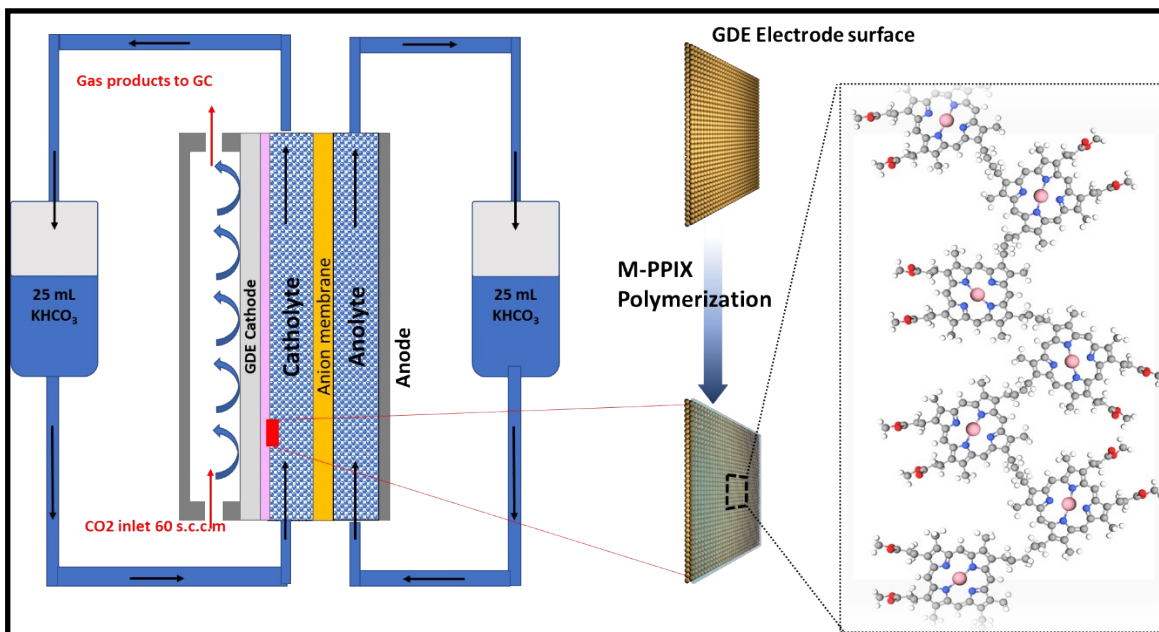 Gas products to GC
25 mL
KHCO3
CO2 inlet 60 s.c.c.m
GDE Cathode
Catholyte
Anion membrane
Anolyte
Anode
25 mL
KHCO3
GDE Electrode surface
M-PPIX
Polymerization